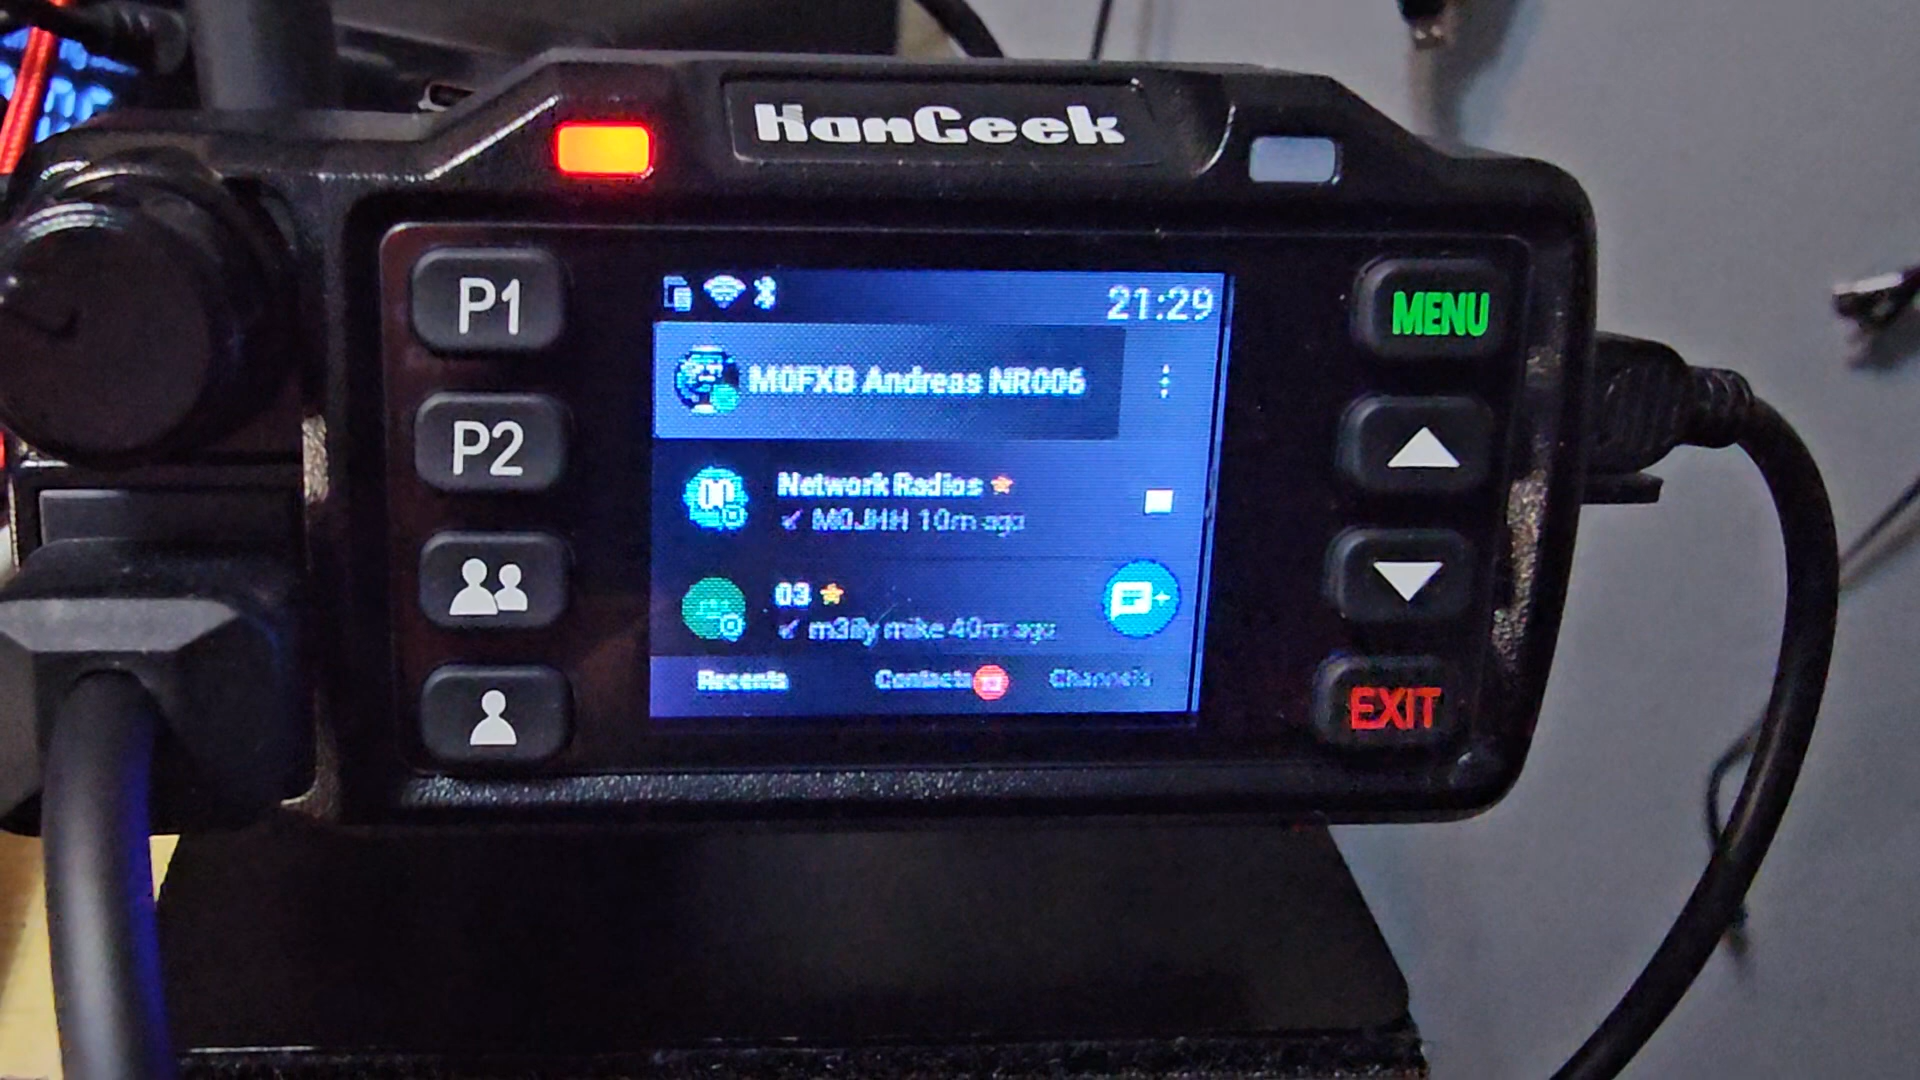 HanGeek
P1
P2
MENU
EXIT
21:29
M0FXB Andreas NR006
Network Radios
M0JHH 10m ago
03
m3ily mike 40m ago
Recents
Contacts
Channels